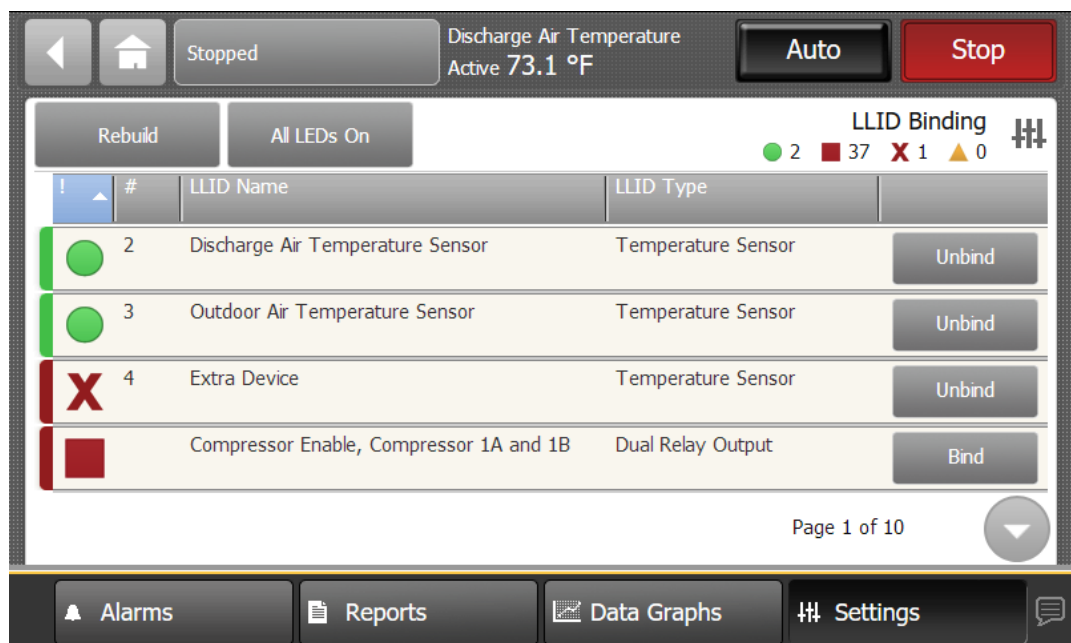 Stopped
Discharge Air Temperature
Active 73.1 °F
Auto
Stop
Rebuild
All LEDs On
LLID Binding
2 37 X 1 0
! # LLID Name LLID Type
2 Discharge Air Temperature Sensor Temperature Sensor Unbind
3 Outdoor Air Temperature Sensor Temperature Sensor Unbind
X 4 Extra Device Temperature Sensor Unbind
Compressor Enable, Compressor 1A and 1B Dual Relay Output Bind
Page 1 of 10
Alarms
Reports
Data Graphs
Settings